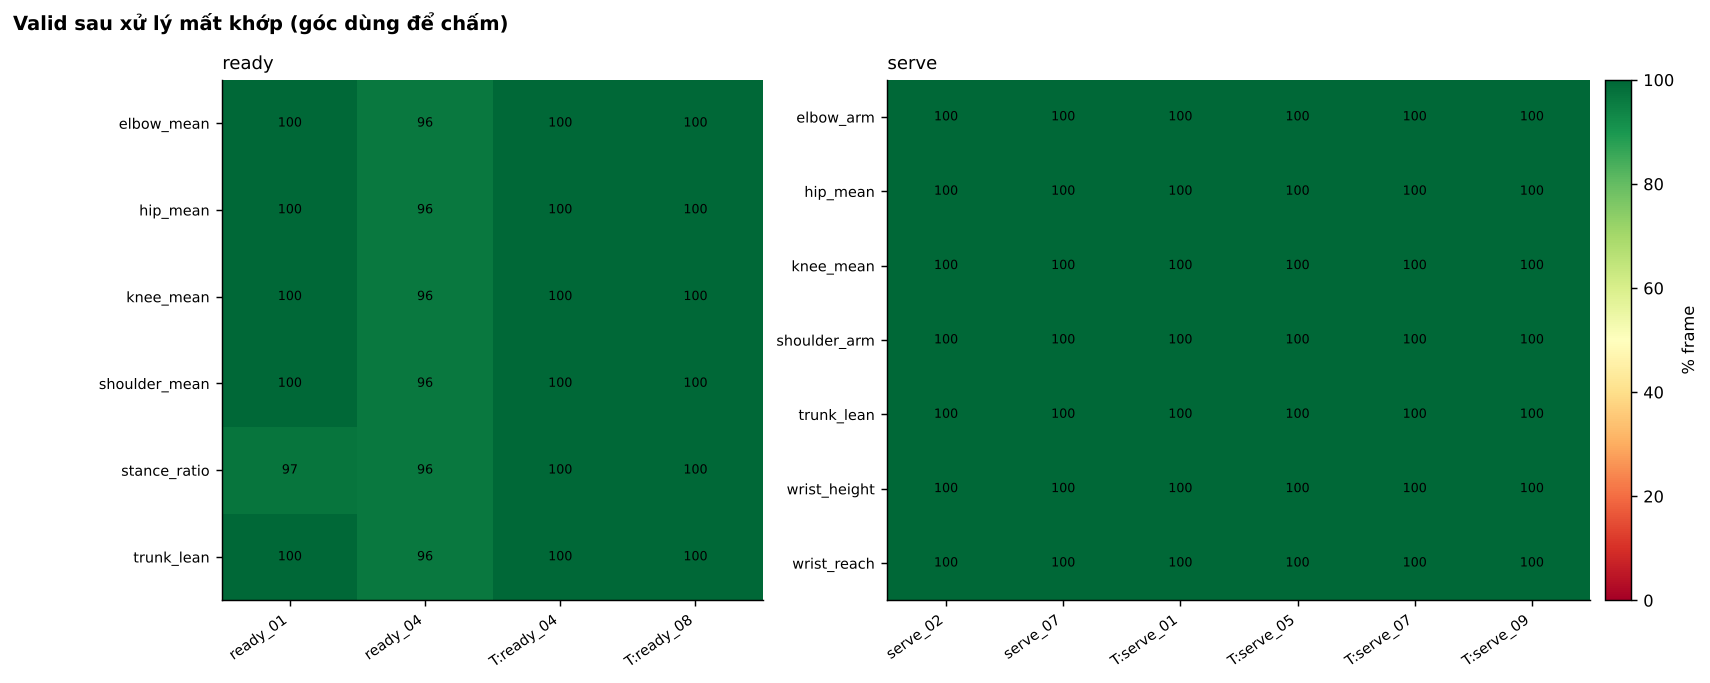 Valid sau xử lý mất khớp (góc dùng để chấm)
ready
elbow_mean 100 96 100 100
hip_mean 100 96 100 100
knee_mean 100 96 100 100
shoulder_mean 100 96 100 100
stance_ratio 97 96 100 100
trunk_lean 100 96 100 100
ready_01 ready_04 T:ready_04 T:ready_08
serve
elbow_arm 100 100 100 100 100 100
hip_mean 100 100 100 100 100 100
knee_mean 100 100 100 100 100 100
shoulder_arm 100 100 100 100 100 100
trunk_lean 100 100 100 100 100 100
wrist_height 100 100 100 100 100 100
wrist_reach 100 100 100 100 100 100
serve_02 serve_07 T:serve_01 T:serve_05 T:serve_07 T:serve_09
100
80
60
40
20
0
% frame